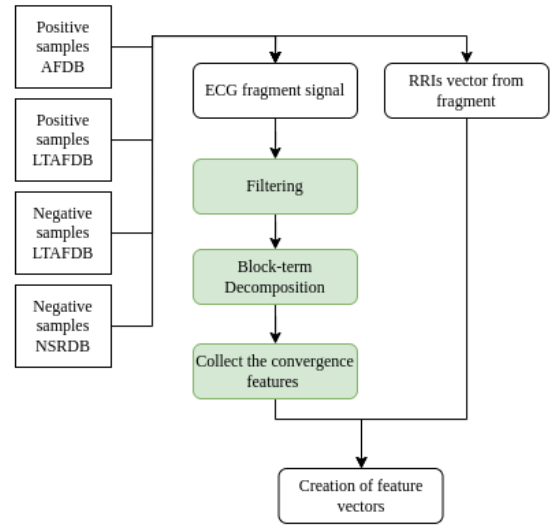 Positive
samples
AFDB
Positive
samples
LTAFDB
Negative
samples
LTAFDB
Negative
samples
NSRDB
ECG fragment signal
RRIs vector from
fragment
Filtering
Block-term
Decomposition
Collect the convergence
features
Creation of feature
vectors